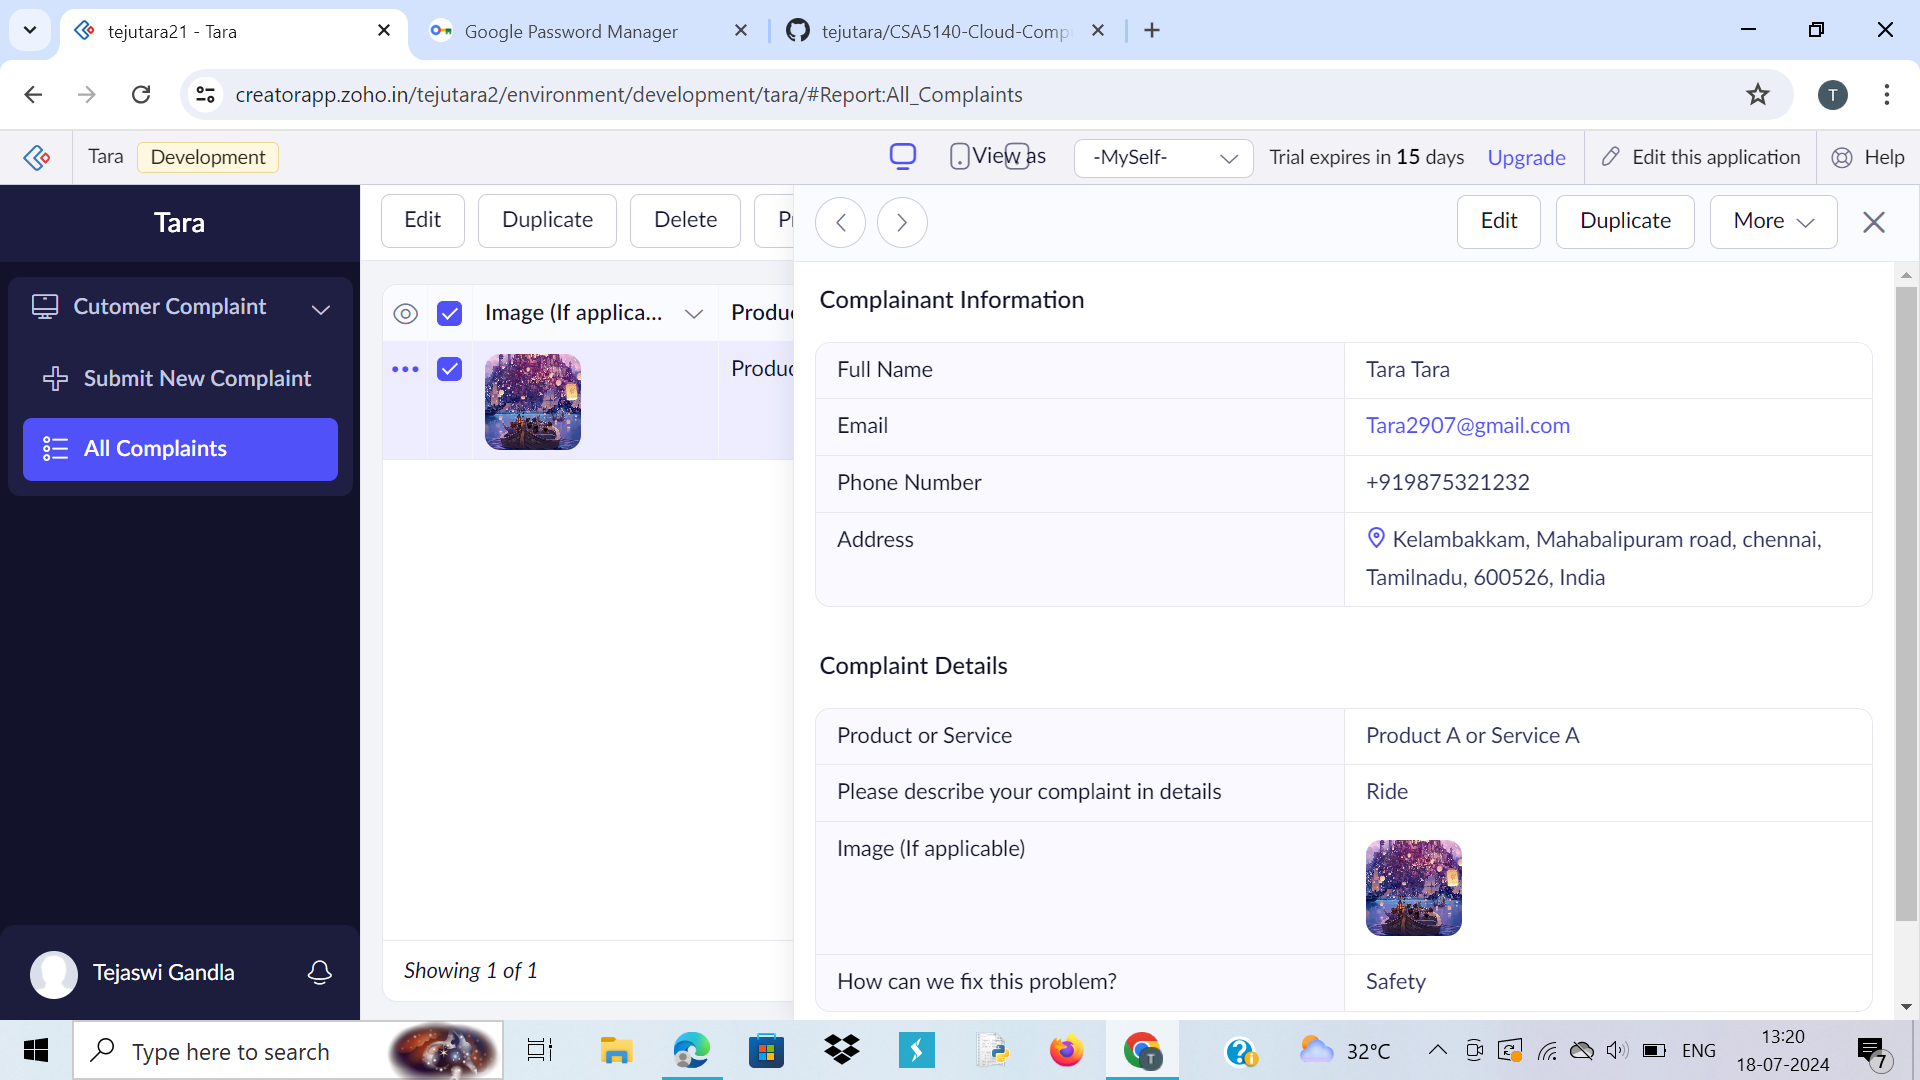 tejutara21 - Tara
Google Password Manager
tejutara/CSA5140-Cloud-Comp
creatorapp.zoho.in/tejutara2/environment/development/tara/#Report:All_Complaints
T
Tara
Development
View as
-MySelf-
Trial expires in 15 days
Upgrade
Edit this application
Help
Tara
Cutomer Complaint
Submit New Complaint
All Complaints
Tejaswi Gandla
Edit
Duplicate
Delete
Image (If applica...
Produ
Produc
Showing 1 of 1
Edit
Duplicate
More
Complainant Information
Full Name
Tara Tara
Email
Tara2907@gmail.com
Phone Number
+919875321232
Address
Kelambakkam, Mahabalipuram road, chennai,
Tamilnadu, 600526, India
Complaint Details
Product or Service
Product A or Service A
Please describe your complaint in details
Ride
Image (If applicable)
How can we fix this problem?
Safety
Type here to search
T
32°C
ENG
13:20
18-07-2024
7